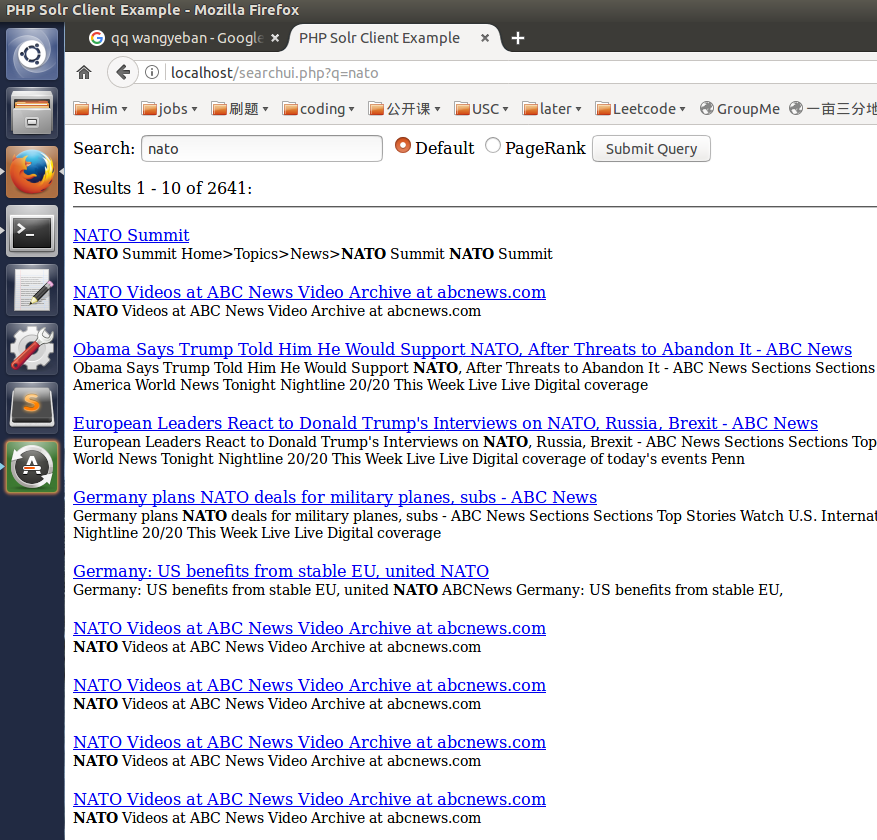 PHP Solr Client Example - Mozilla Firefox
qq wangyeban - Google
PHP Solr Client Example
localhost/searchui.php?q=nato
Him jobs 刷题 coding 公开课 USC later Leetcode GroupMe 一亩三分地
Search: nato Default PageRank Submit Query
Results 1 - 10 of 2641:
NATO Summit
NATO Summit Home>Topics>News>NATO Summit NATO Summit
NATO Videos at ABC News Video Archive at abcnews.com
NATO Videos at ABC News Video Archive at abcnews.com
Obama Says Trump Told Him He Would Support NATO, After Threats to Abandon It - ABC News
Obama Says Trump Told Him He Would Support NATO, After Threats to Abandon It - ABC News Sections Sections
America World News Tonight Nightline 20/20 This Week Live Live Digital coverage
European Leaders React to Donald Trump's Interviews on NATO, Russia, Brexit - ABC News
European Leaders React to Donald Trump's Interviews on NATO, Russia, Brexit - ABC News Sections Sections Top
World News Tonight Nightline 20/20 This Week Live Live Digital coverage of today's events Penn
Germany plans NATO deals for military planes, subs - ABC News
Germany plans NATO deals for military planes, subs - ABC News Sections Sections Top Stories Watch U.S. Internat
Nightline 20/20 This Week Live Live Digital coverage
Germany: US benefits from stable EU, united NATO
Germany: US benefits from stable EU, united NATO ABCNews Germany: US benefits from stable EU,
NATO Videos at ABC News Video Archive at abcnews.com
NATO Videos at ABC News Video Archive at abcnews.com
NATO Videos at ABC News Video Archive at abcnews.com
NATO Videos at ABC News Video Archive at abcnews.com
NATO Videos at ABC News Video Archive at abcnews.com
NATO Videos at ABC News Video Archive at abcnews.com
NATO Videos at ABC News Video Archive at abcnews.com
NATO Videos at ABC News Video Archive at abcnews.com